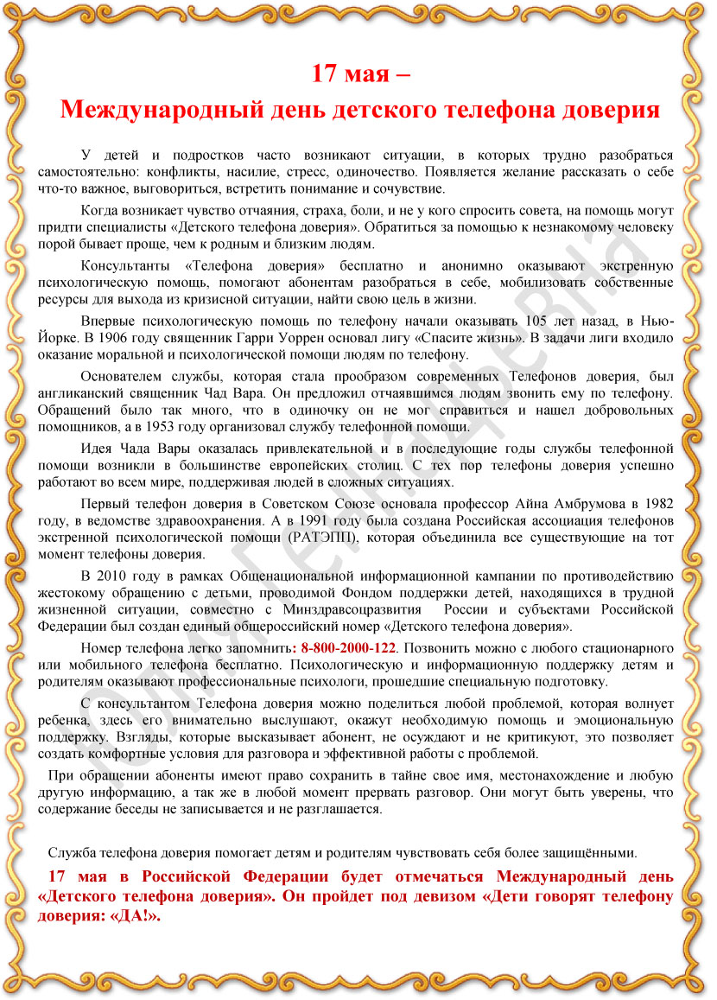 17 мая –
Международный день детского телефона доверия
У детей и подростков часто возникают ситуации, в которых трудно разобраться
самостоятельно: конфликты, насилие, стресс, одиночество. Появляется желание рассказать о себе
что-то важное, выговориться, встретить понимание и сочувствие.
Когда возникает чувство отчаяния, страха, боли, и не у кого спросить совета, на помощь могут
придти специалисты «Детского телефона доверия». Обратиться за помощью к незнакомому человеку
порой бывает проще, чем к родным и близким людям.
Консультанты «Телефона доверия» бесплатно и анонимно оказывают экстренную
психологическую помощь, помогают абонентам разобраться в себе, мобилизовать собственные
ресурсы для выхода из кризисной ситуации, найти свою цель в жизни.
Впервые психологическую помощь по телефону начали оказывать 105 лет назад, в Нью-
Йорке. В 1906 году священник Гарри Уоррен основал лигу «Спасите жизнь». В задачи лиги входило
оказание моральной и психологической помощи людям по телефону.
Основателем службы, которая стала прообразом современных Телефонов доверия, был
англиканский священник Чад Вара. Он предложил отчаявшимся людям звонить ему по телефону.
Обращений было так много, что в одиночку он не мог справиться и нашел добровольных
помощников, а в 1953 году организовал службу телефонной помощи.
Идея Чада Вары оказалась привлекательной и в последующие годы службы телефонной
помощи возникли в большинстве европейских столиц. С тех пор телефоны доверия успешно
работают во всем мире, поддерживая людей в сложных ситуациях.
Первый телефон доверия в Советском Союзе основала профессор Айна Амбрумова в 1982
году, в ведомстве здравоохранения. А в 1991 году была создана Российская ассоциация телефонов
экстренной психологической помощи (РАТЭПП), которая объединила все существующие на тот
момент телефоны доверия.
В 2010 году в рамках Общенациональной информационной кампании по противодействию
жестокому обращению с детьми, проводимой Фондом поддержки детей, находящихся в трудной
жизненной ситуации, совместно с Минздравсоцразвития России и субъектами Российской
Федерации был создан единый общероссийский номер «Детского телефона доверия».
Номер телефона легко запомнить: 8-800-2000-122. Позвонить можно с любого стационарного
или мобильного телефона бесплатно. Психологическую и информационную поддержку детям и
родителям оказывают профессиональные психологи, прошедшие специальную подготовку.
С консультантом Телефона доверия можно поделиться любой проблемой, которая волнует
ребенка, здесь его внимательно выслушают, окажут необходимую помощь и эмоциональную
поддержку. Взгляды, которые высказывает абонент, не осуждают и не критикуют, это позволяет
создать комфортные условия для разговора и эффективной работы с проблемой.
При обращении абоненты имеют право сохранить в тайне свое имя, местонахождение и любую
другую информацию, а так же в любой момент прервать разговор. Они могут быть уверены, что
содержание беседы не записывается и не разглашается.
Служба телефона доверия помогает детям и родителям чувствовать себя более защищёнными.
17 мая в Российской Федерации будет отмечаться Международный день
«Детского телефона доверия». Он пройдет под девизом «Дети говорят телефону
доверия: «ДА!».
Юлия Геннадьевна